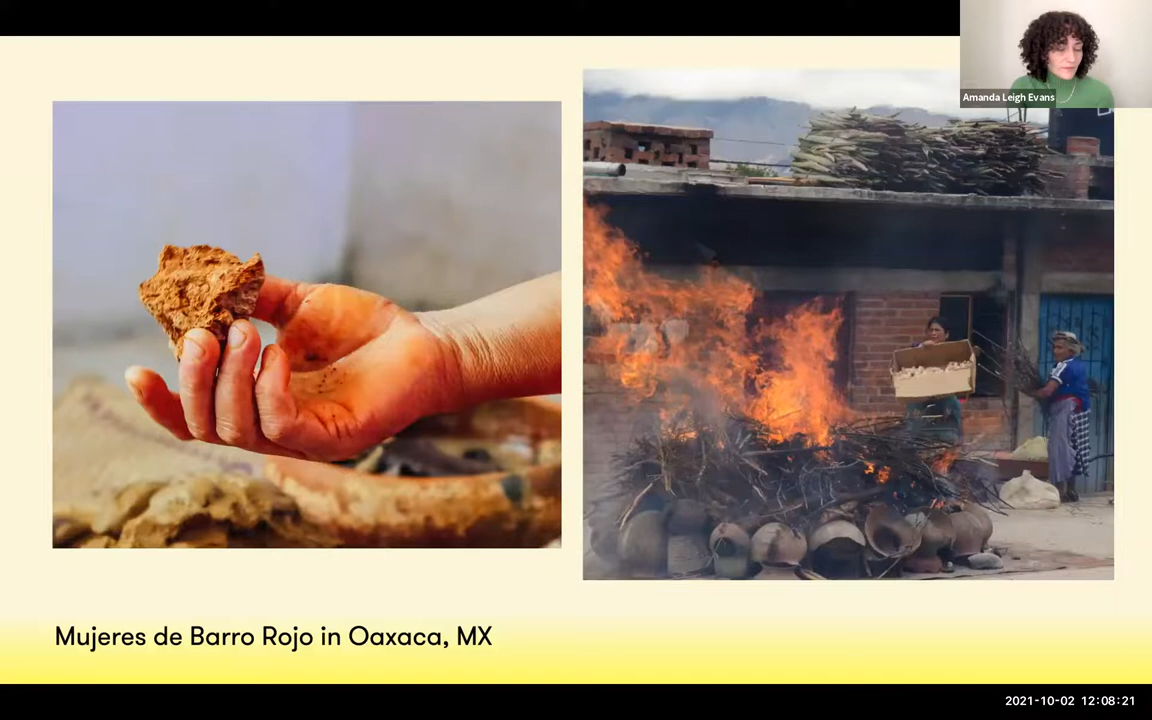 Amanda Leigh Evans
Mujeres de Barro Rojo in Oaxaca, MX
2021-10-02 12:08:21